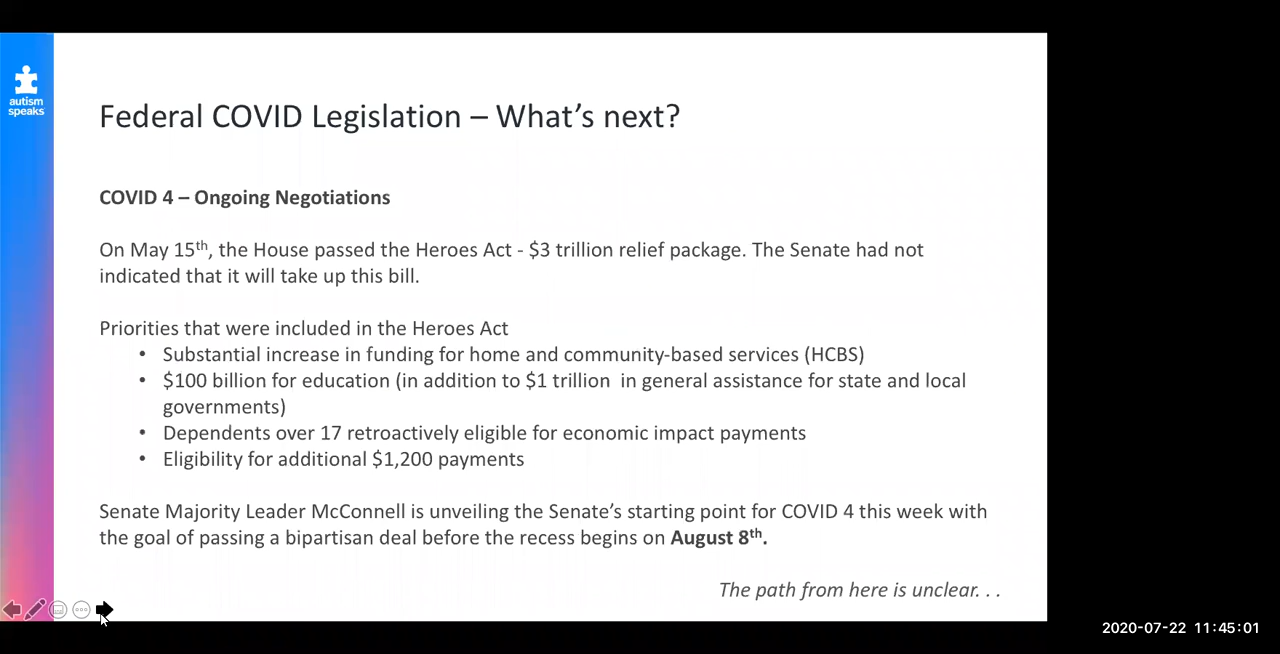 autism
speaks
Federal COVID Legislation – What's next?
COVID 4 – Ongoing Negotiations
On May 15th, the House passed the Heroes Act - $3 trillion relief package. The Senate had not
indicated that it will take up this bill.
Priorities that were included in the Heroes Act
• Substantial increase in funding for home and community-based services (HCBS)
• $100 billion for education (in addition to $1 trillion  in general assistance for state and local
governments)
• Dependents over 17 retroactively eligible for economic impact payments
• Eligibility for additional $1,200 payments
Senate Majority Leader McConnell is unveiling the Senate's starting point for COVID 4 this week with
the goal of passing a bipartisan deal before the recess begins on August 8th.
The path from here is unclear. . .
2020-07-22 11:45:01